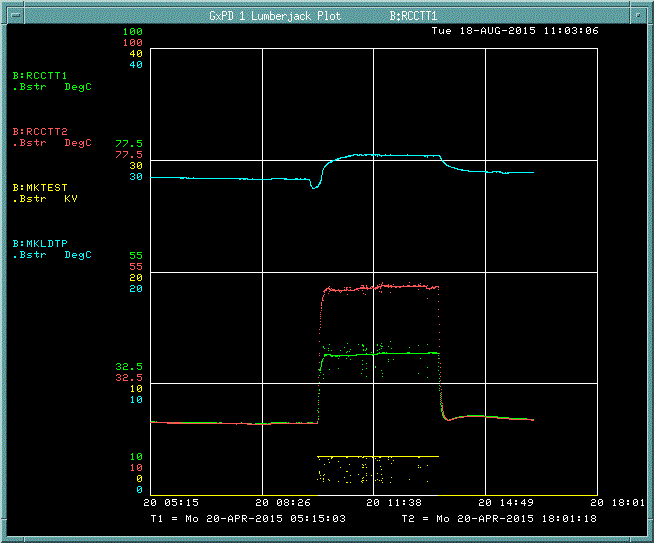 GxPD 1 Lumberjack Plot B:RCCTT1
Tue 18-AUG-2015 11:03:06
100
100
40
40
B:RCCTT1
.Bstr DegC
B:RCCTT2
.Bstr DegC
77.5
77.5
30
30
B:MKTEST
.Bstr KV
B:MKLDTP
.Bstr DegC
55
55
20
20
32.5
32.5
10
10
10
10
0
0
20 05:15 20 08:26 20 11:38 20 14:49 20 18:01
T1 = Mo 20-APR-2015 05:15:03 T2 = Mo 20-APR-2015 18:01:18